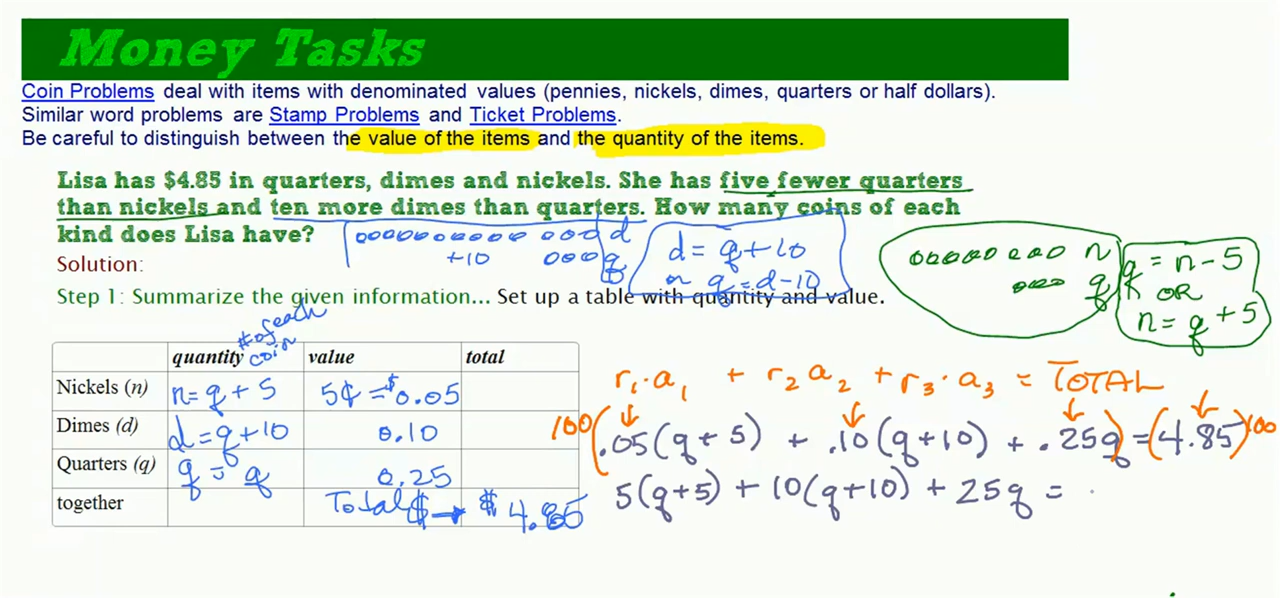 Money Tasks
Coin Problems deal with items with denominated values (pennies, nickels, dimes, quarters or half dollars).
Similar word problems are Stamp Problems and Ticket Problems.
Be careful to distinguish between the value of the items and the quantity of the items.
Lisa has $4.85 in quarters, dimes and nickels. She has five fewer quarters
than nickels and ten more dimes than quarters. How many coins of each
kind does Lisa have?
d
+10 q
d = q+10
or q = d-10
n
q
q = n - 5
OR
n = q + 5
Solution:
Step 1: Summarize the given information... Set up a table with quantity and value.
# of each
coin
quantity value total
Nickels (n) n = q + 5 5¢ = $0.05
Dimes (d) d = q+10 0.10
Quarters (q) q = q 0.25
together Total $ → $4.85
r1·a1 + r2 a2 + r3·a3 = TOTAL
100(.05(q+5) + .10(q+10) + .25q) = (4.85)100
5(q+5) + 10(q+10) + 25q =